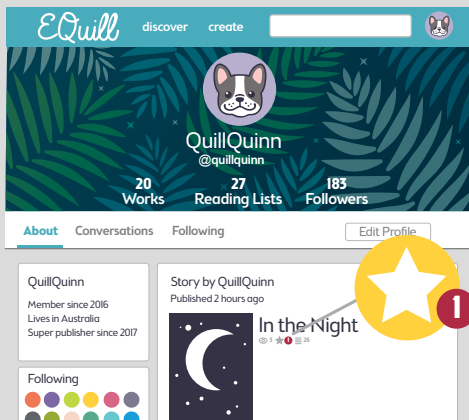 EQuill discover create
QuillQuinn
@quillquinn
20 27 183
Works Reading Lists Followers
About Conversations Following Edit Profile
QuillQuinn
Member since 2016
Lives in Australia
Super publisher since 2017
Following
Story by QuillQuinn
Published 2 hours ago
In the Night
3 1 26
1